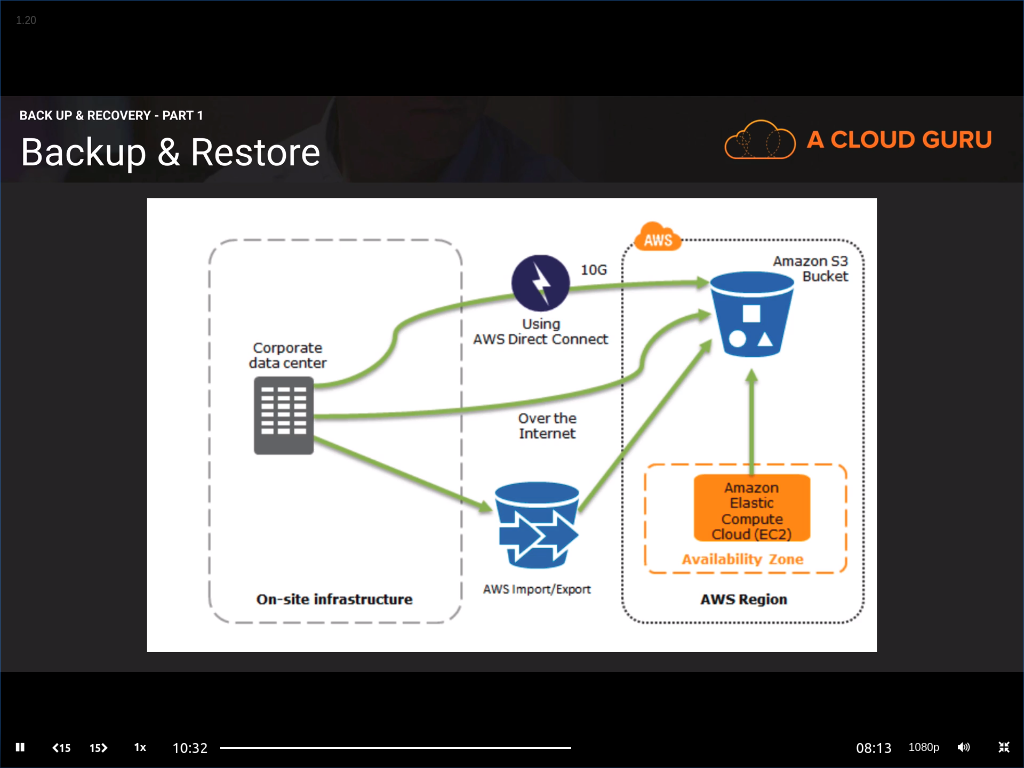 1.20
BACK UP & RECOVERY - PART 1
Backup & Restore
A CLOUD GURU
AWS
Amazon S3
Bucket
10G
Using
AWS Direct Connect
Corporate
data center
Over the
Internet
Amazon
Elastic
Compute
Cloud (EC2)
Availability Zone
AWS Import/Export
On-site infrastructure
AWS Region
15
15
1x
10:32
08:13
1080p